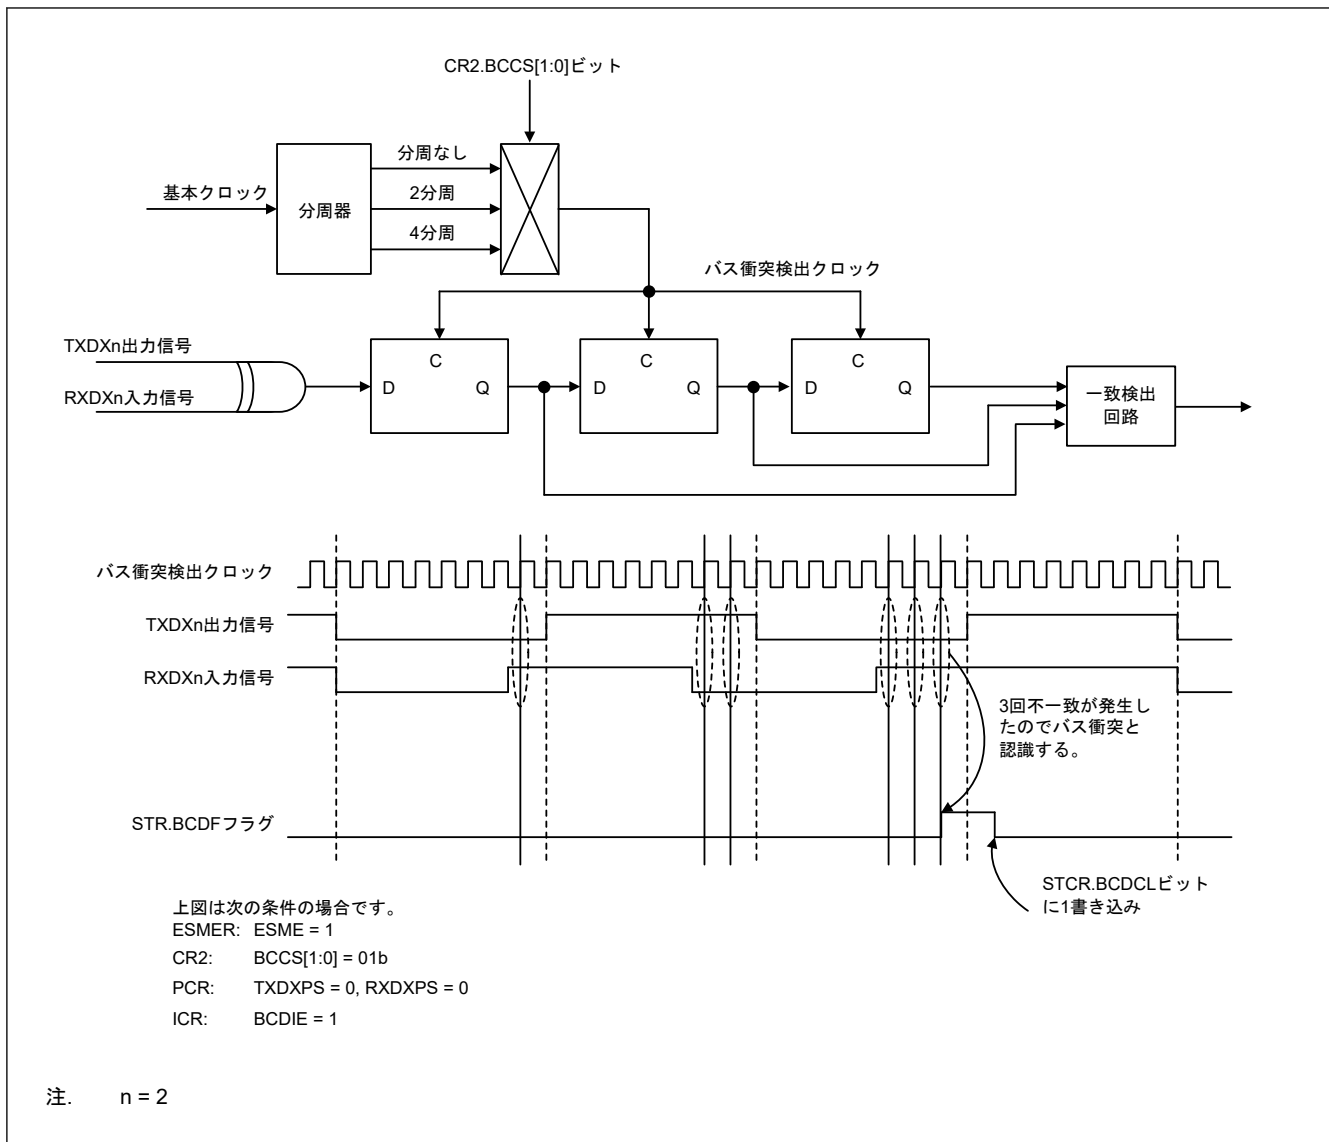 CR2.BCCS[1:0]ビット
分周なし
基本クロック
分周器
2分周
4分周
バス衝突検出クロック
TXDXn出力信号
RXDXn入力信号
C
D
Q
C
D
Q
C
D
Q
一致検出
回路
バス衝突検出クロック
TXDXn出力信号
RXDXn入力信号
3回不一致が発生し
たのでバス衝突と
認識する。
STR.BCDFフラグ
STCR.BCDCLビット
に1書き込み
上図は次の条件の場合です。
ESMER: ESME = 1
CR2: BCCS[1:0] = 01b
PCR: TXDXPS = 0, RXDXPS = 0
ICR: BCDIE = 1
注. n = 2